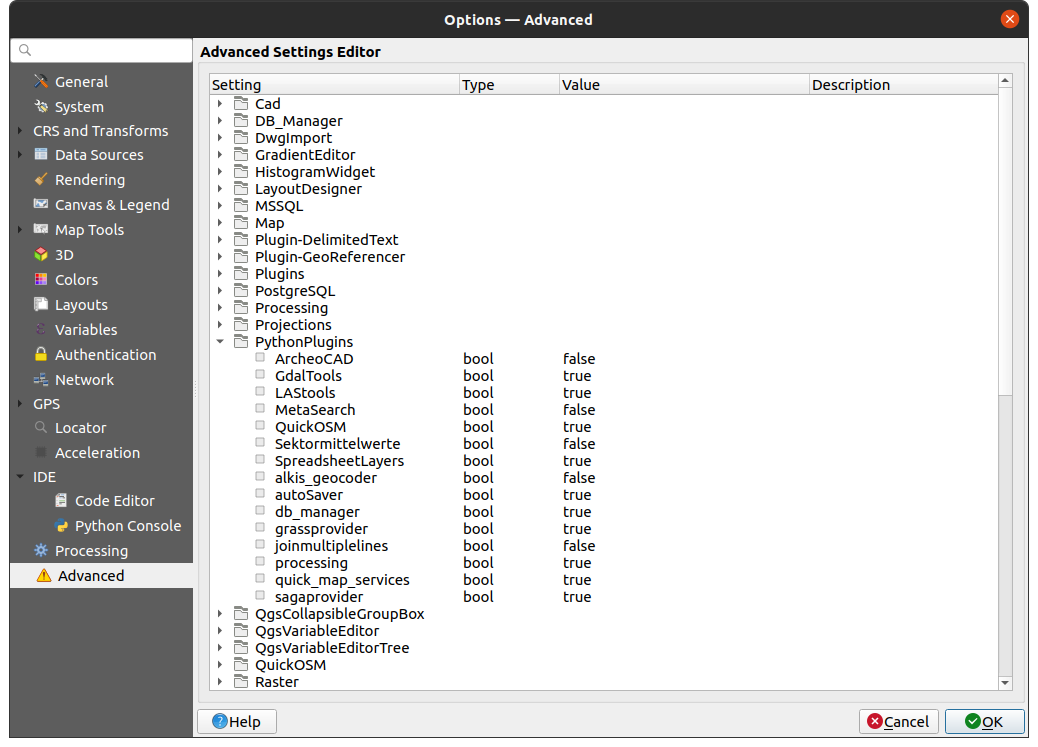 Options — Advanced
General
System
CRS and Transforms
Data Sources
Rendering
Canvas & Legend
Map Tools
3D
Colors
Layouts
Variables
Authentication
Network
GPS
Locator
Acceleration
IDE
Code Editor
Python Console
Processing
Advanced
Advanced Settings Editor
Setting Type Value Description
Cad
DB_Manager
DwgImport
GradientEditor
HistogramWidget
LayoutDesigner
MSSQL
Map
Plugin-DelimitedText
Plugin-GeoReferencer
Plugins
PostgreSQL
Processing
Projections
PythonPlugins
ArcheoCAD bool false
GdalTools bool true
LAStools bool true
MetaSearch bool false
QuickOSM bool true
Sektormittelwerte bool false
SpreadsheetLayers bool true
alkis_geocoder bool false
autoSaver bool true
db_manager bool true
grassprovider bool true
joinmultiplelines bool false
processing bool true
quick_map_services bool true
sagaprovider bool true
QgsCollapsibleGroupBox
QgsVariableEditor
QgsVariableEditorTree
QuickOSM
Raster
Help Cancel OK